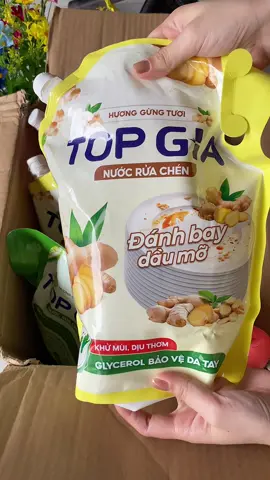 HƯƠNG GỪNG TƯƠI
TOP GIA
NƯỚC RỬA CHÉN
Đánh bay
dầu mỡ
KHỬ MÙI, DỊU THƠM
GLYCEROL BẢO VỆ DA TAY
TOP